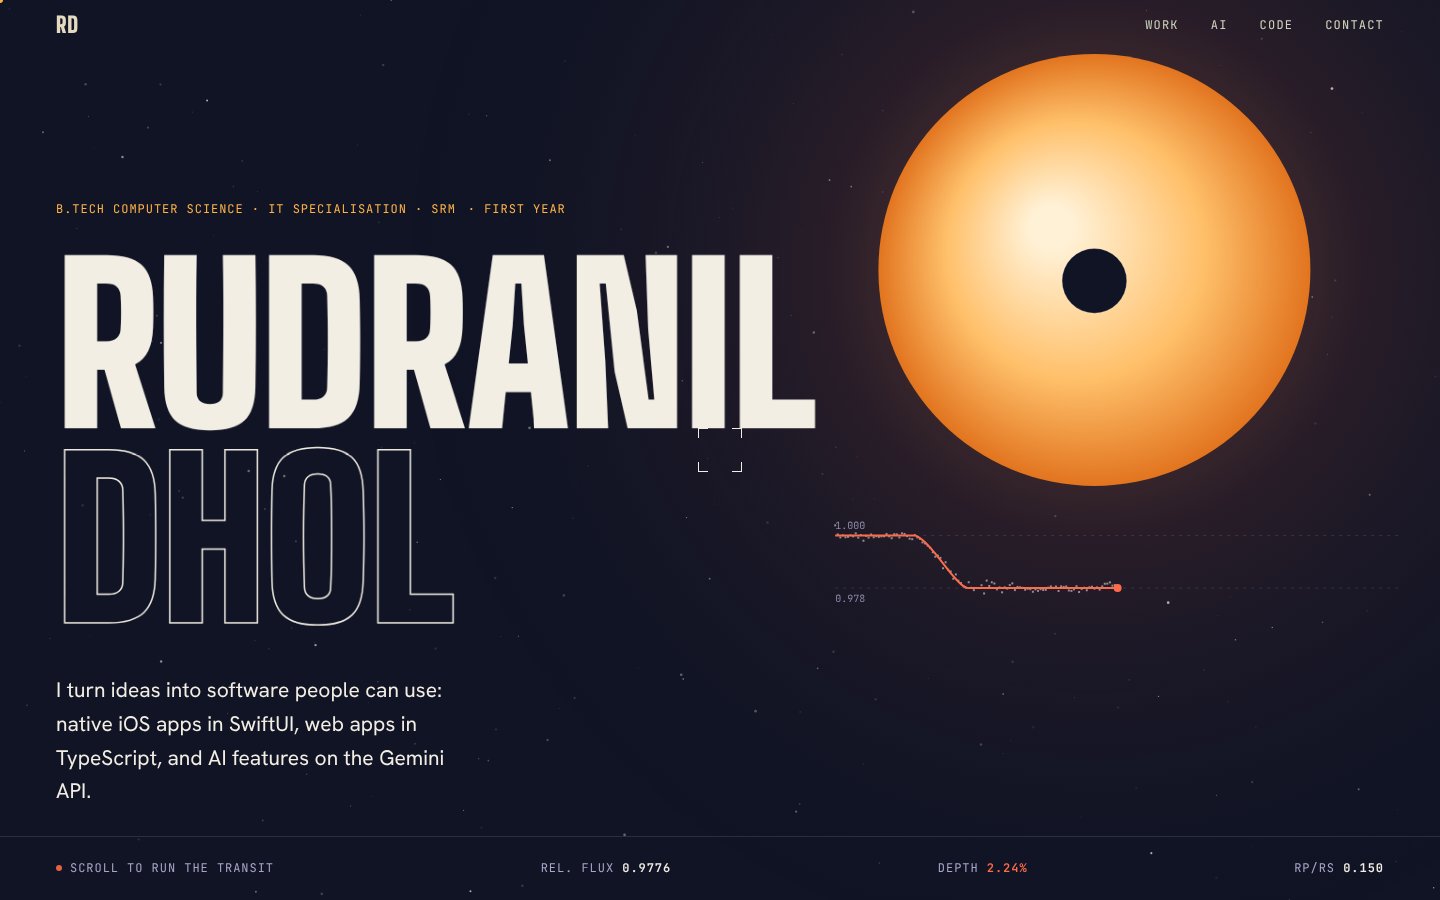 RD
WORK AI CODE CONTACT
B.TECH COMPUTER SCIENCE · IT SPECIALISATION · SRM · FIRST YEAR
RUDRANIL
DHOL
1.000
0.978
I turn ideas into software people can use:
native iOS apps in SwiftUI, web apps in
TypeScript, and AI features on the Gemini
API.
SCROLL TO RUN THE TRANSIT
REL. FLUX 0.9776
DEPTH 2.24%
RP/RS 0.150